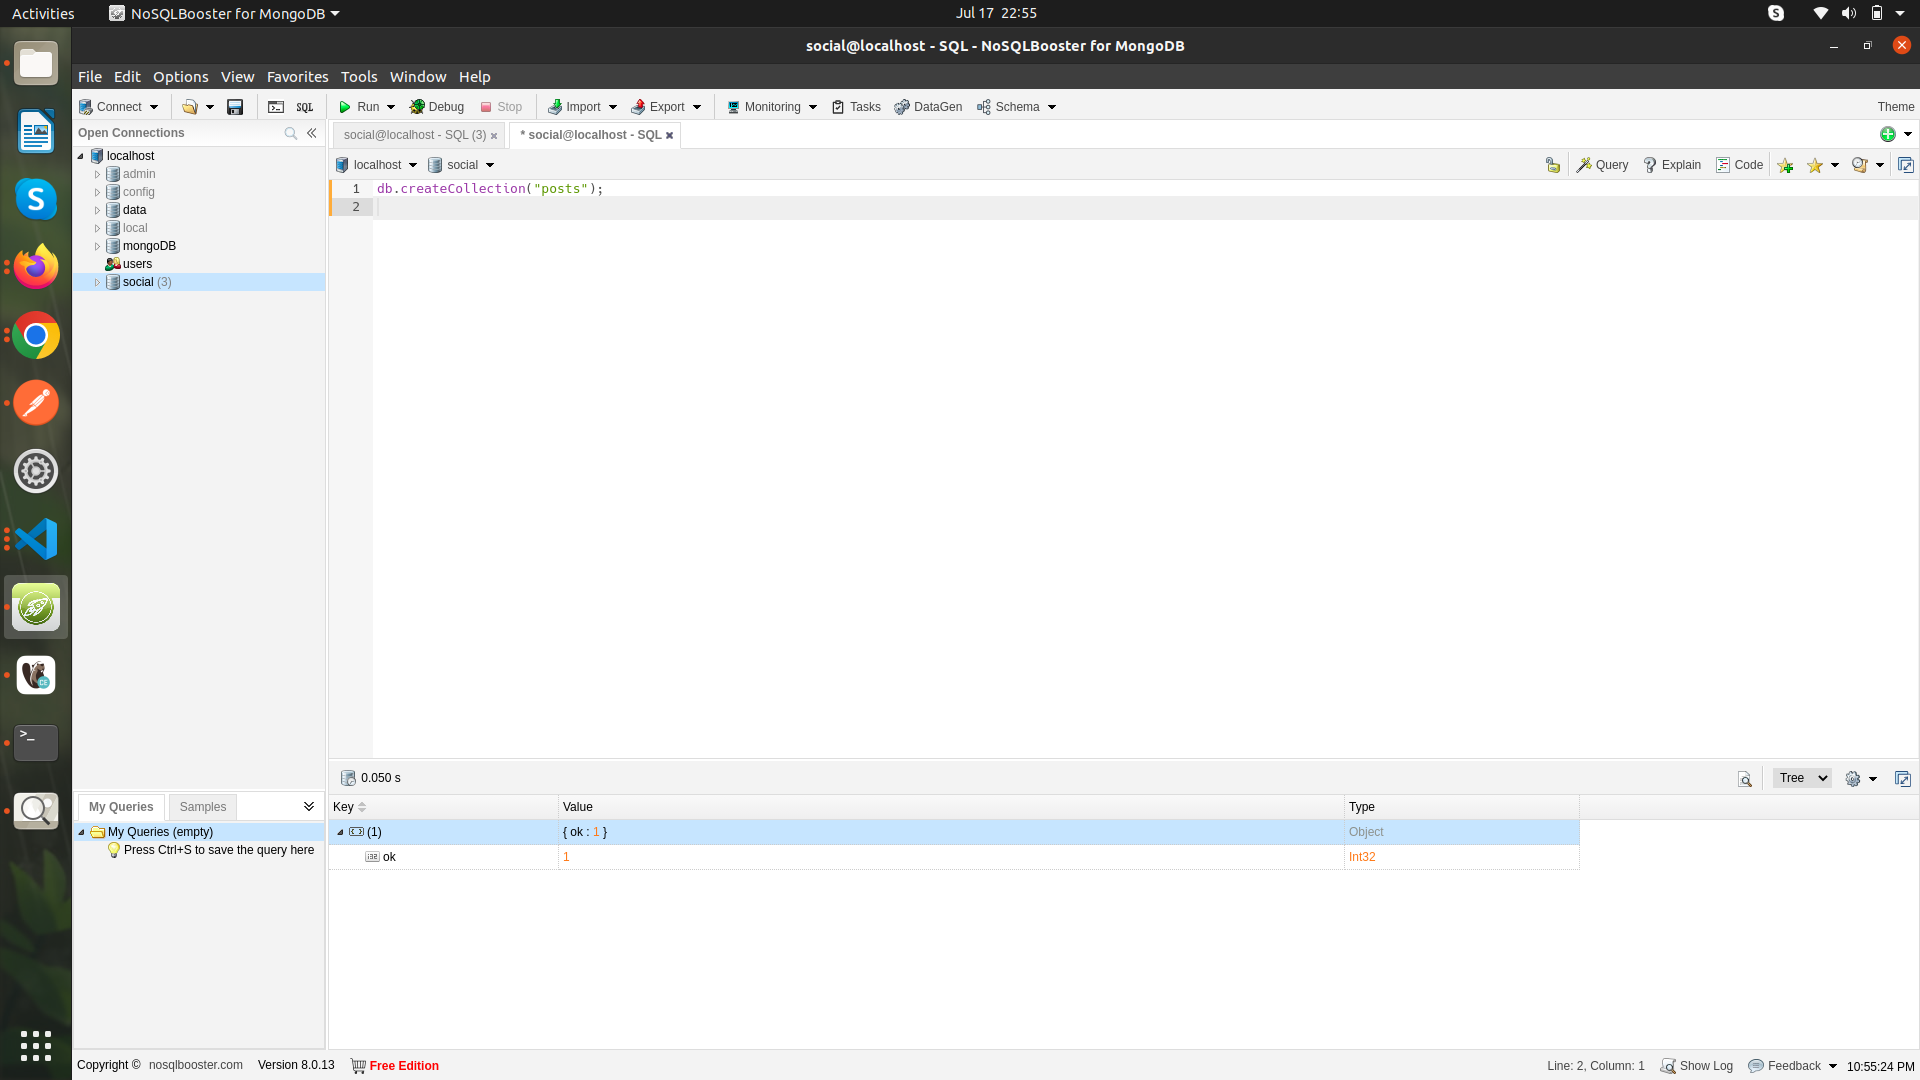 Activities
NoSQLBooster for MongoDB
Jul 17 22:55
S
social@localhost - SQL - NoSQLBooster for MongoDB
File Edit Options View Favorites Tools Window Help
Connect SQL Run Debug Stop Import Export Monitoring Tasks DataGen Schema Theme
Open Connections
social@localhost - SQL (3)
* social@localhost - SQL
localhost social Query Explain Code
localhost
admin
config
data
local
mongoDB
users
social (3)
1 db.createCollection("posts");
2
0.050 s
Tree
Key Value Type
(1) { ok : 1 } Object
ok 1 Int32
My Queries Samples
My Queries (empty)
Press Ctrl+S to save the query here
Copyright © nosqlbooster.com Version 8.0.13 Free Edition
Line: 2, Column: 1 Show Log Feedback 10:55:24 PM